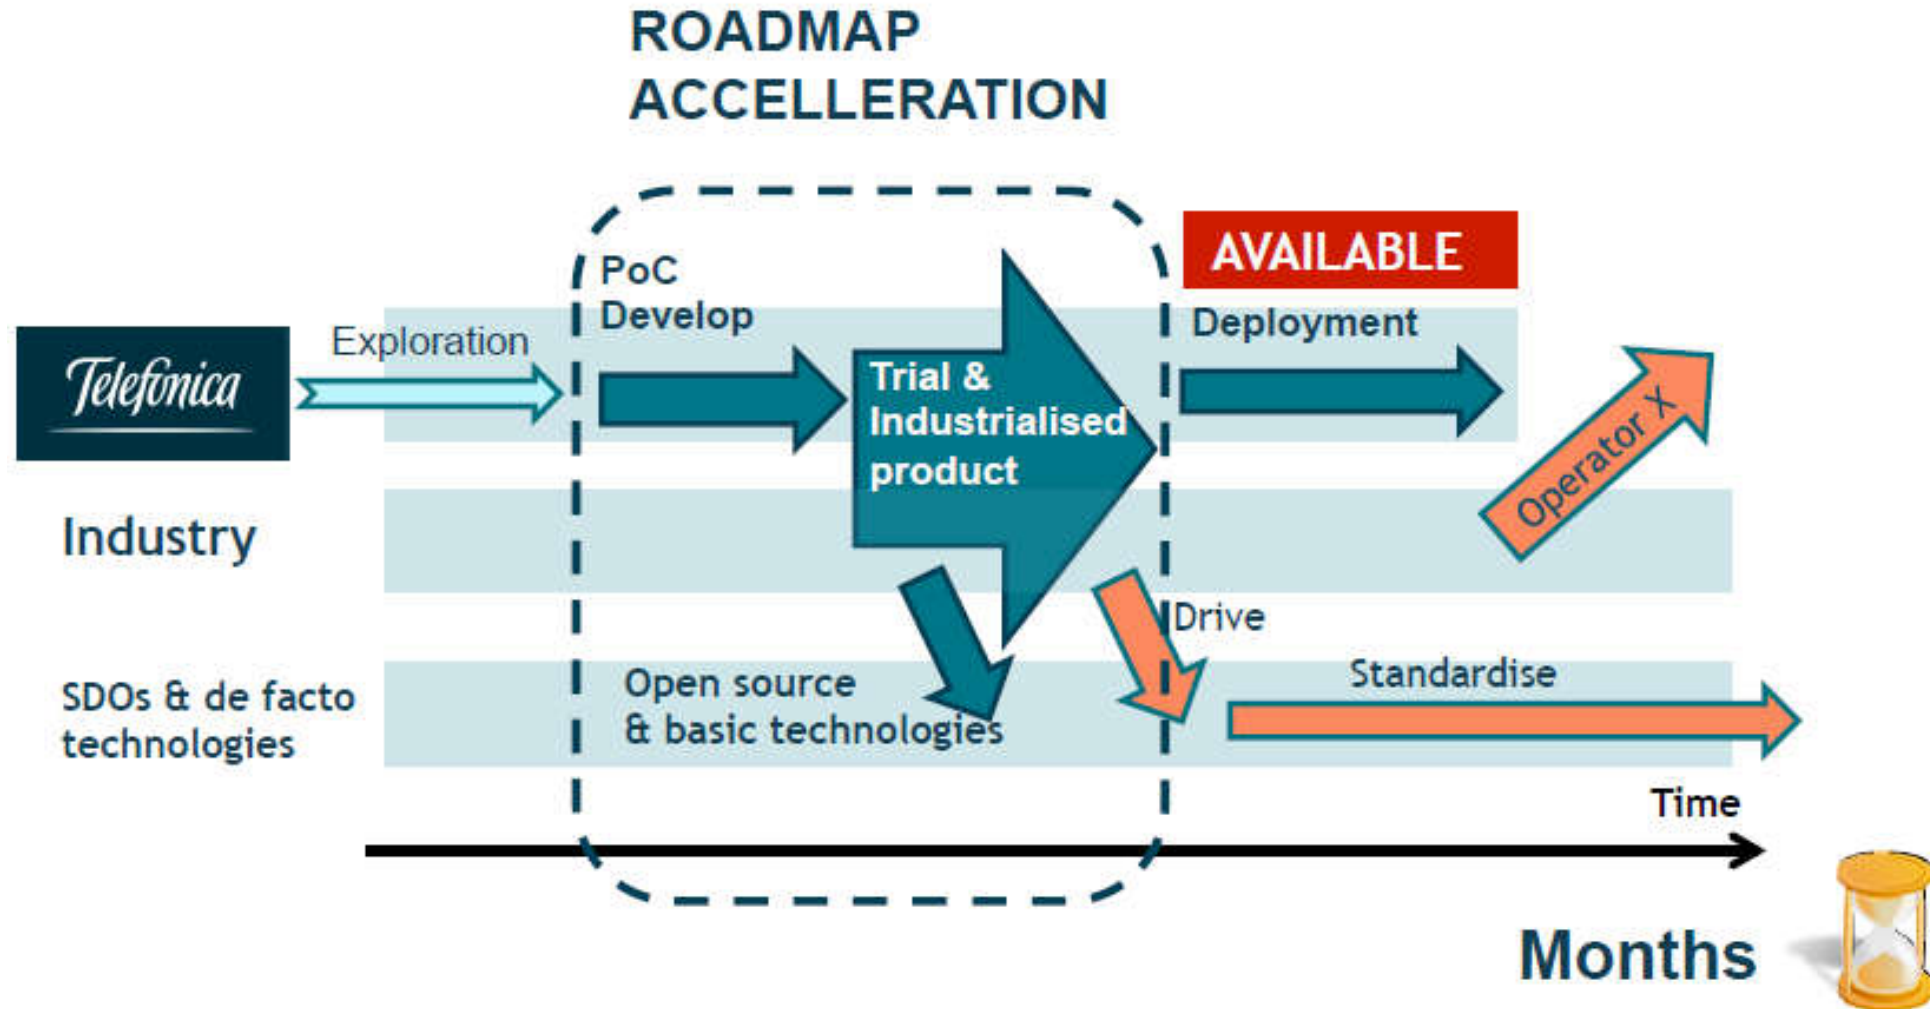 ROADMAP
ACCELLERATION
AVAILABLE
PoC
Develop
Deployment
Exploration
Telefónica
Trial &
Industrialised
product
Operator X
Industry
Drive
SDOs & de facto
technologies
Open source
& basic technologies
Standardise
Time
Months